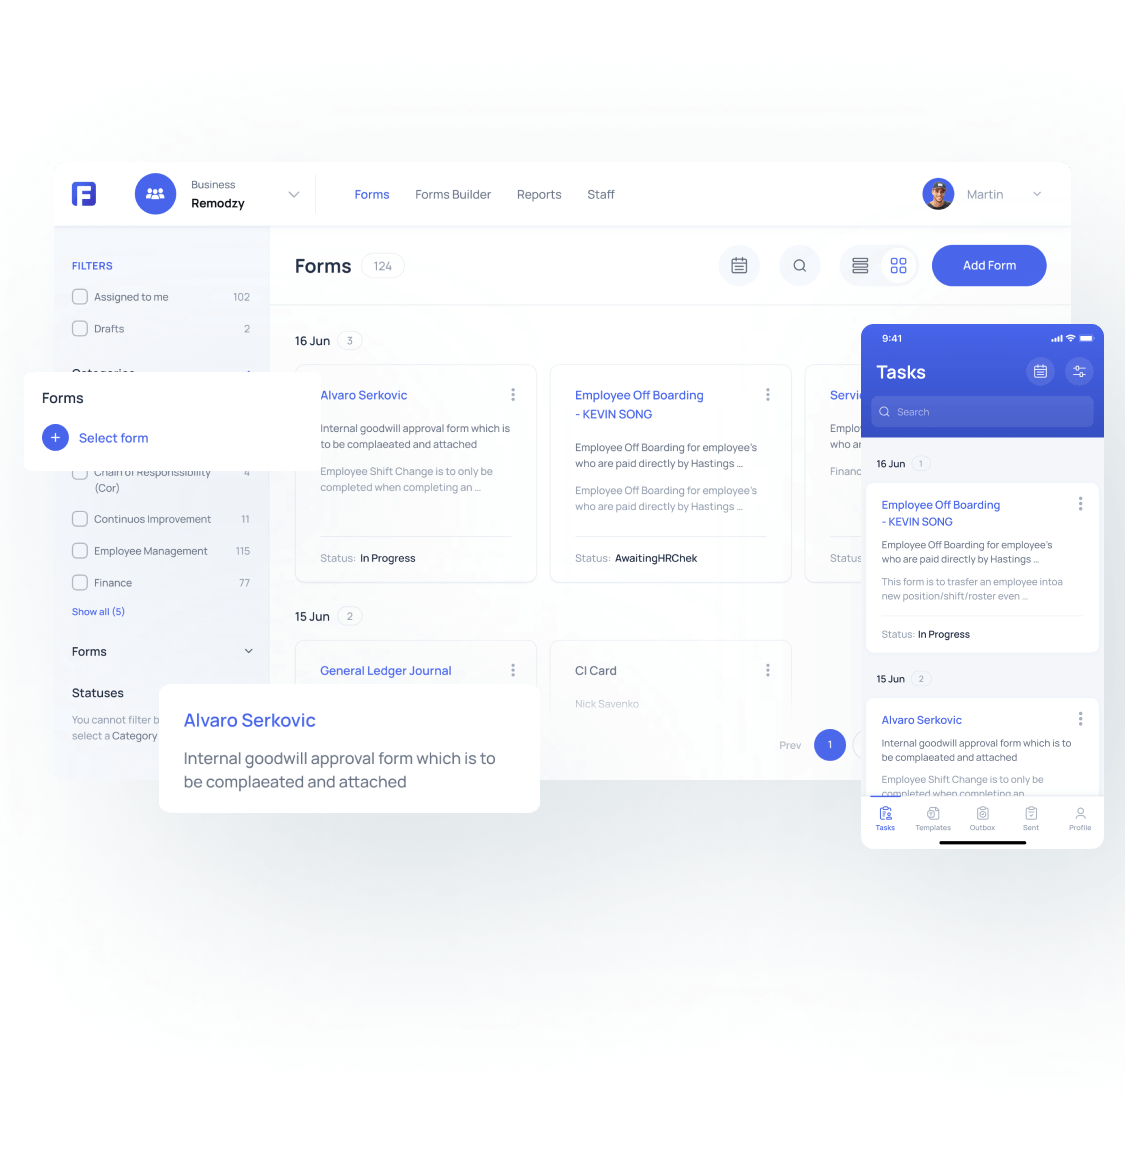 Business
Remodzy
Forms
Forms Builder
Reports
Staff
Martin
FILTERS
Assigned to me 102
Drafts 2
Categories
Forms
+ Select form
Chain of Responssibility 4
(Cor)
Continuos Improvement 11
Employee Management 115
Finance 77
Show all (5)
Forms
Statuses
You cannot filter b
select a Category
Forms 124
Add Form
16 Jun 3
Alvaro Serkovic
Internal goodwill approval form which is
to be complaeated and attached
Employee Shift Change is to only be
completed when completing an ...
Status: In Progress
Employee Off Boarding
- KEVIN SONG
Employee Off Boarding for employee's
who are paid directly by Hastings ...
Employee Off Boarding for employee's
who are paid directly by Hastings ...
Status: AwaitingHRChek
Servi
Emplo
who ar
Financ
Status
15 Jun 2
General Ledger Journal
CI Card
Nick Savenko
Prev 1
Alvaro Serkovic
Internal goodwill approval form which is to
be complaeated and attached
9:41
Tasks
Search
16 Jun 1
Employee Off Boarding
- KEVIN SONG
Employee Off Boarding for employee's
who are paid directly by Hastings ...
This form is to trasfer an employee intoa
new position/shift/roster even ...
Status: In Progress
15 Jun 2
Alvaro Serkovic
Internal goodwill approval form which is to
be complaeated and attached
Employee Shift Change is to only be
completed when completing an
Tasks
Templates
Outbox
Sent
Profile